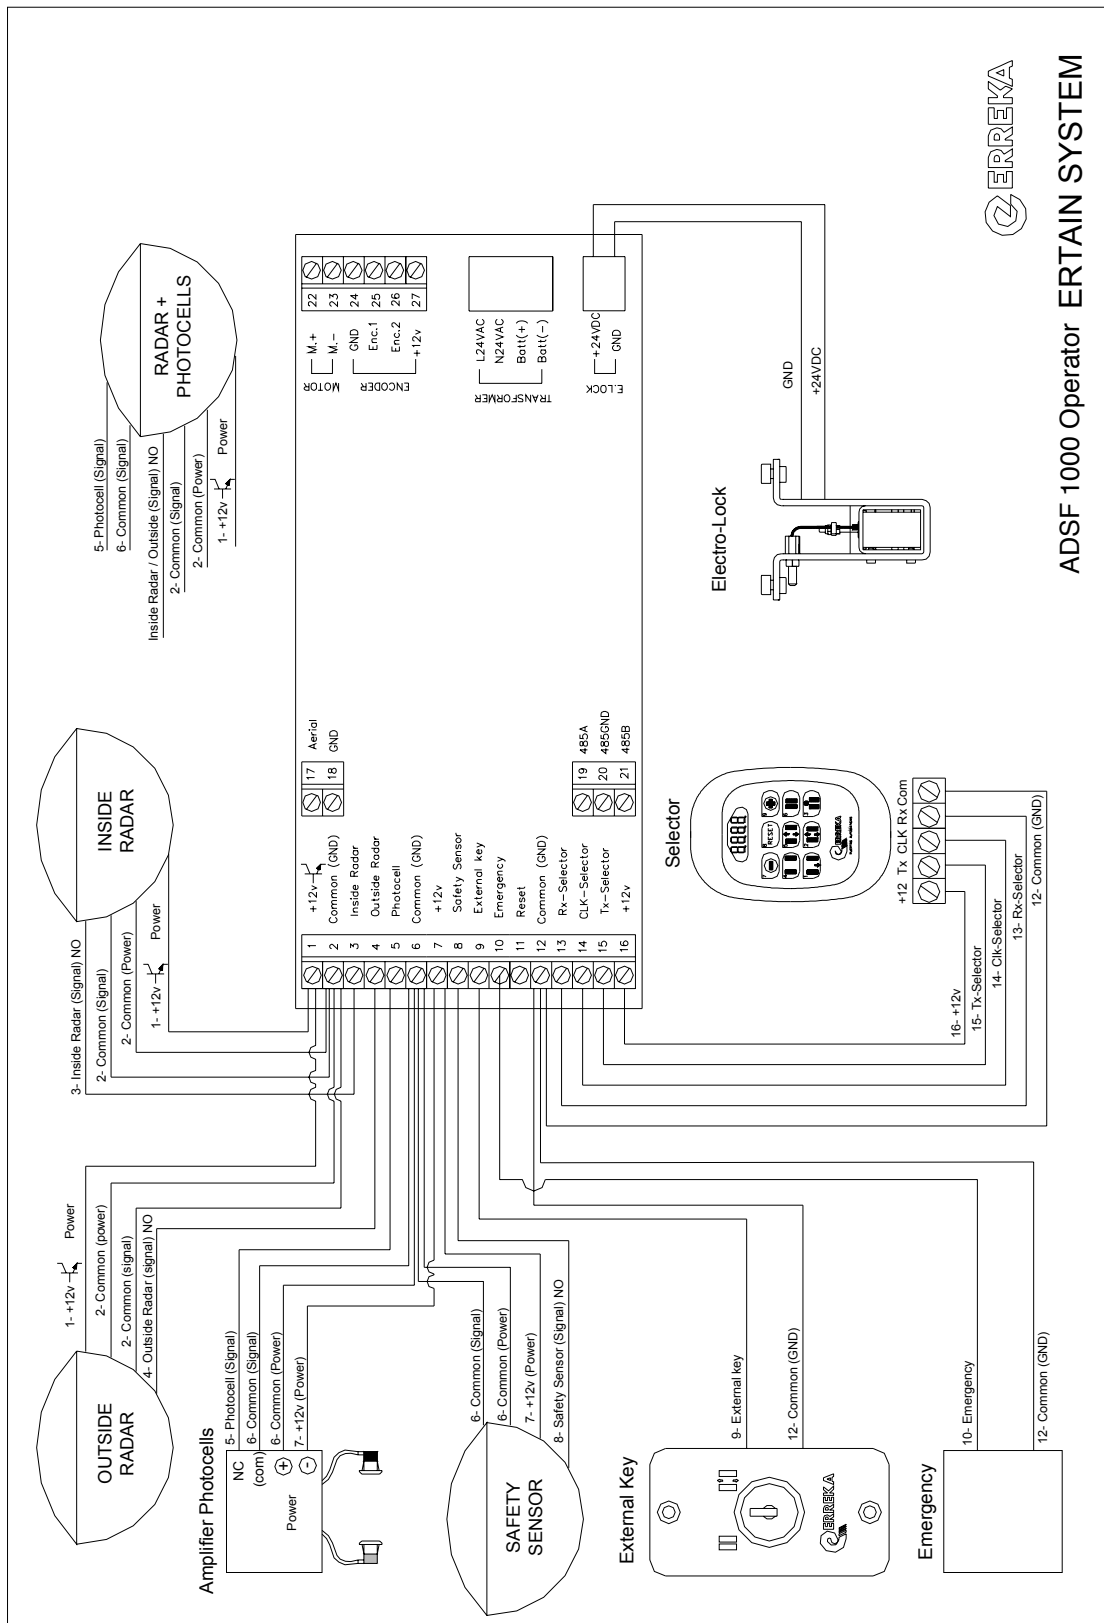 ERREKA
ADSF 1000 Operator ERTAIN SYSTEM
OUTSIDE
RADAR
1- +12v Power
2- Common (power)
2- Common (signal)
4- Outside Radar (signal) NO
INSIDE
RADAR
3- Inside Radar (Signal) NO
2- Common (Signal)
2- Common (Power)
1- +12v Power
RADAR +
PHOTOCELLS
5- Photocell (Signal)
6- Common (Signal)
Inside Radar / Outside (Signal) NO
2- Common (Signal)
2- Common (Power)
1- +12v Power
Amplifier Photocells
NC
(com)
+
-
Power
5- Photocell (Signal)
6- Common (Signal)
6- Common (Power)
7- +12v (Power)
SAFETY
SENSOR
6- Common (Signal)
6- Common (Power)
7- +12v (Power)
8- Safety Sensor (Signal) NO
External Key
ERREKA
9- External key
12- Common (GND)
Emergency
10- Emergency
12- Common (GND)
1 +12v
2 Common (GND)
3 Inside Radar
4 Outside Radar
5 Photocell
6 Common (GND)
7 +12v
8 Safety Sensor
9 External key
10 Emergency
11 Reset
12 Common (GND)
13 Rx-Selector
14 CLK-Selector
15 Tx-Selector
16 +12v
17 Aerial
18 GND
19 485A
20 485GND
21 485B
MOTOR
M.+ 22
M.- 23
ENCODER
GND 24
Enc.1 25
Enc.2 26
+12v 27
TRANSFORMER
L24VAC
N24VAC
Batt(+)
Batt(-)
E.LOCK
+24VDC
GND
Selector
RESET
ERREKA
+12 Tx CLK Rx Com
16- +12v
15- Tx-Selector
14- Clk-Selector
13- Rx-Selector
12- Common (GND)
Electro-Lock
GND
+24VDC